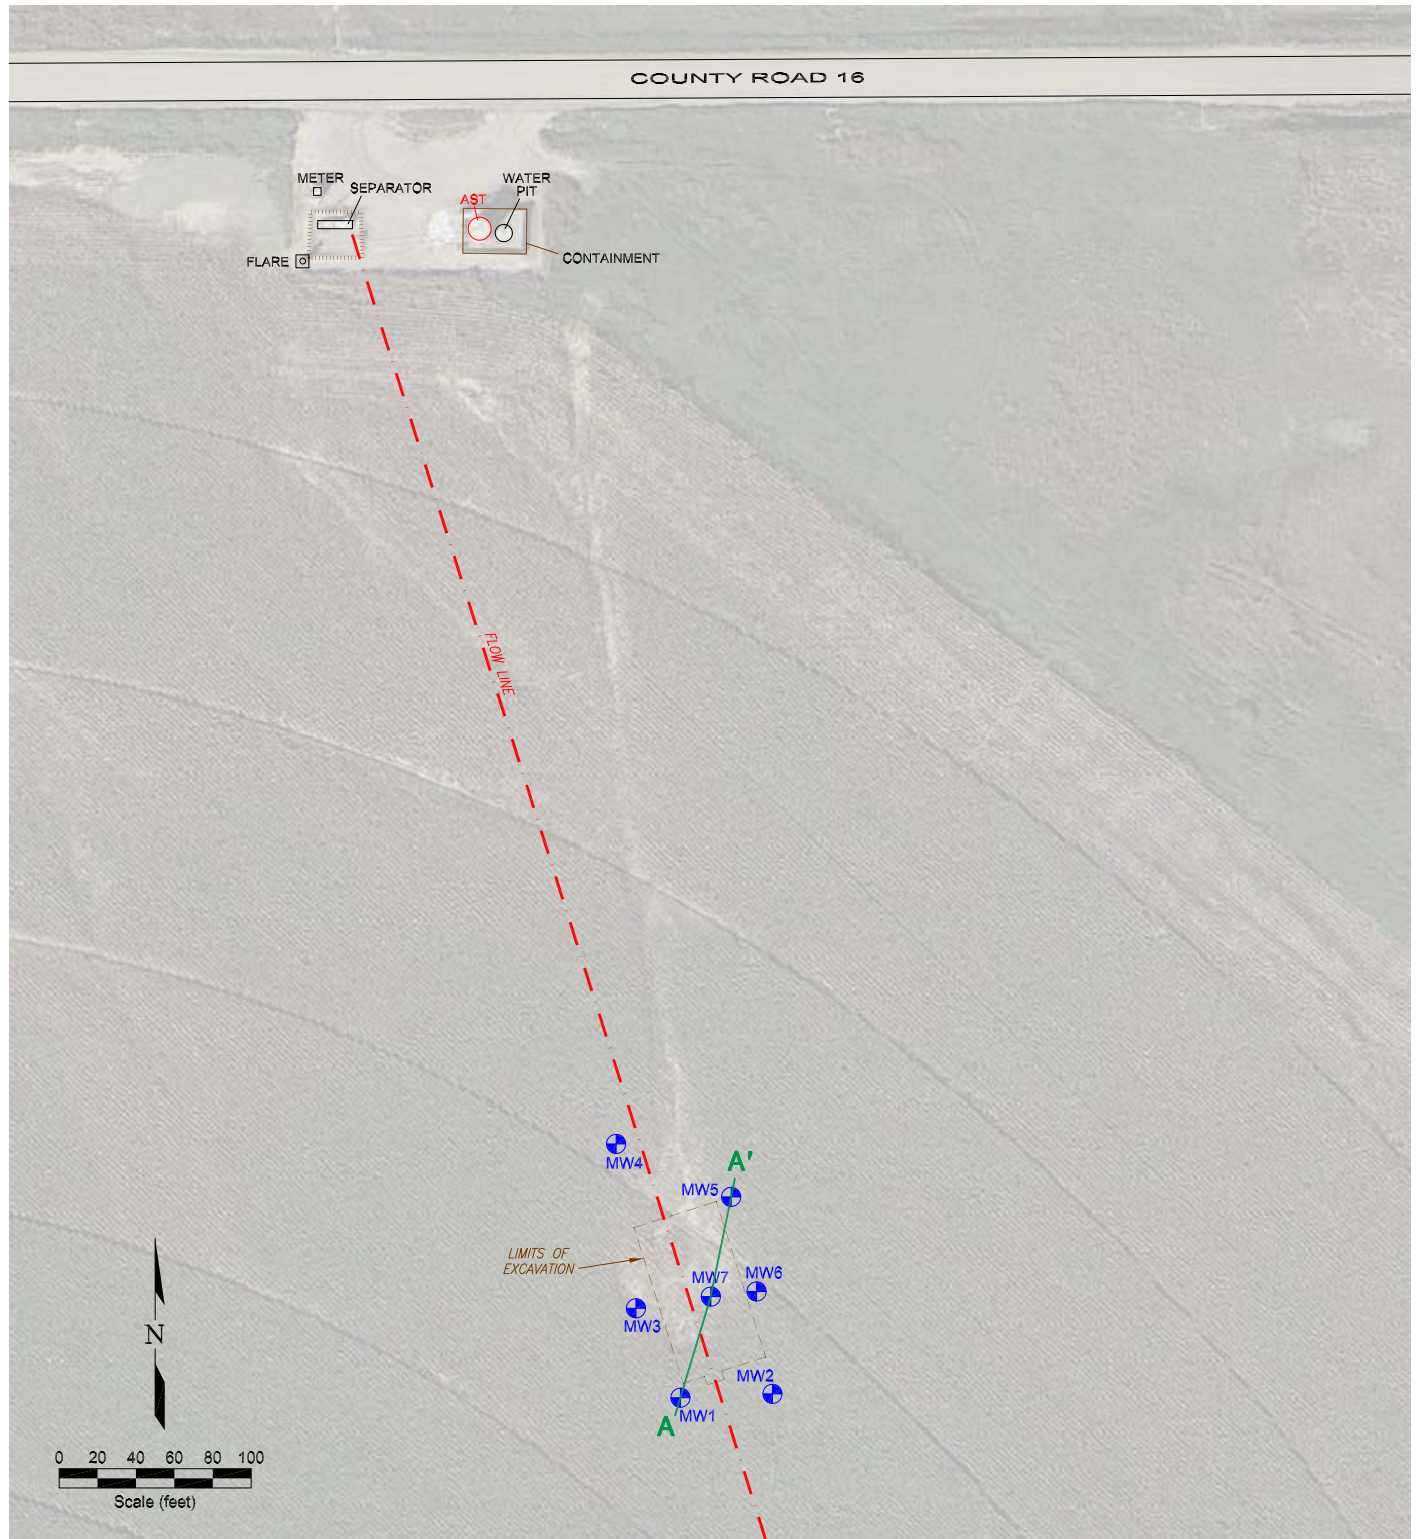 COUNTY ROAD 16
METER
SEPARATOR
AST
WATER
PIT
FLARE
CONTAINMENT
FLOW LINE
MW4
A'
MW5
LIMITS OF
EXCAVATION
MW7
MW6
MW3
MW2
MW1
A
N
0 20 40 60 80 100
Scale (feet)